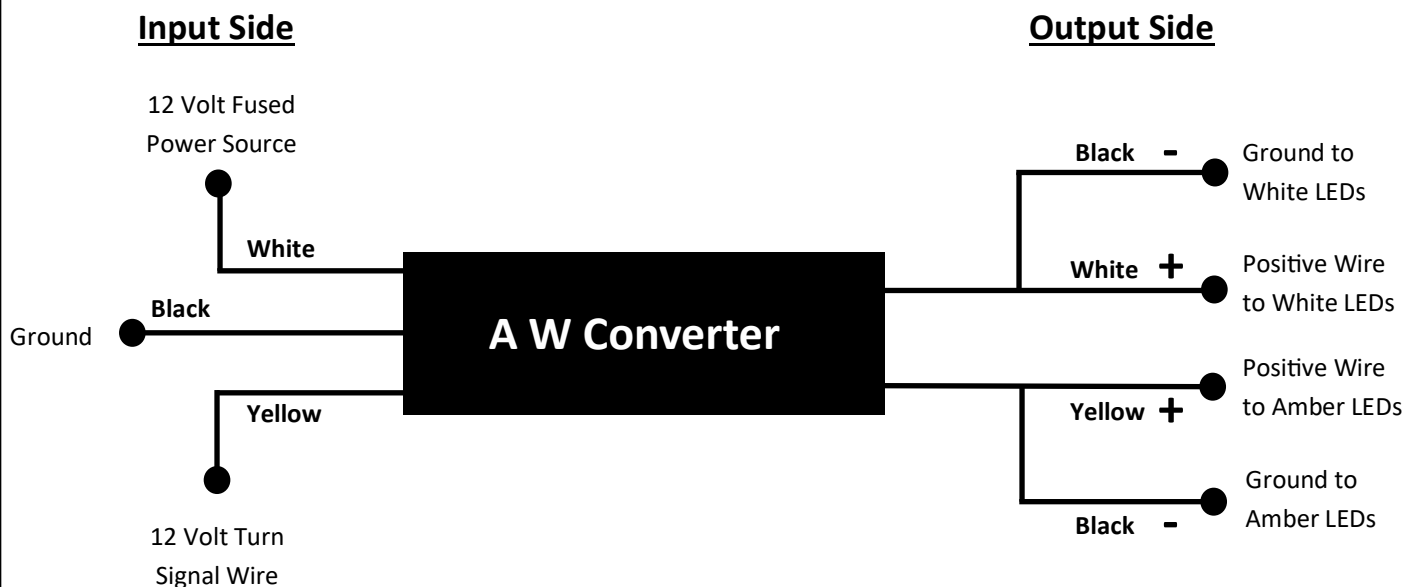 Input Side
12 Volt Fused
Power Source
White
Black
Ground
Yellow
12 Volt Turn
Signal Wire
A W Converter
Output Side
Black -
Ground to
White LEDs
White +
Positive Wire
to White LEDs
Positive Wire
to Amber LEDs
Yellow +
Ground to
Amber LEDs
Black -